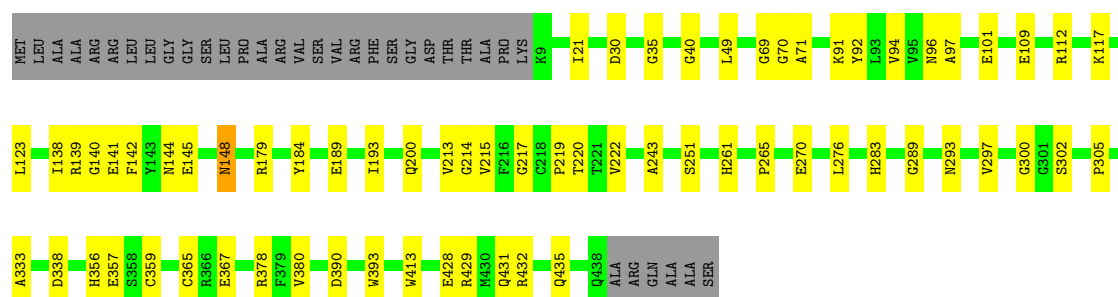 MET LEU ALA ALA ARG ARG LEU LEU GLY GLY SER LEU PRO ALA ARG VAL SER VAL ARG PHE SER GLY ASP THR THR ALA PRO LYS K9 I21 D30 G35 G40 L49 G69 G70 A71 K91 Y92 L93 V94 V95 N96 A97 E101 E109 R112 K117
L123 I138 R139 G140 E141 F142 Y143 N144 E145 N148 R179 Y184 E189 I193 Q200 V213 G214 V215 F216 G217 C218 P219 T220 T221 V222 A243 S251 H261 P265 E270 L276 H283 G289 N293 V297 G300 G301 S302 P305
A333 D338 H356 E357 S358 C359 C365 R366 E367 R378 F379 V380 D390 W393 W413 E428 R429 M430 Q431 R432 Q435 Q438 ALA ARG GLN ALA ALA SER